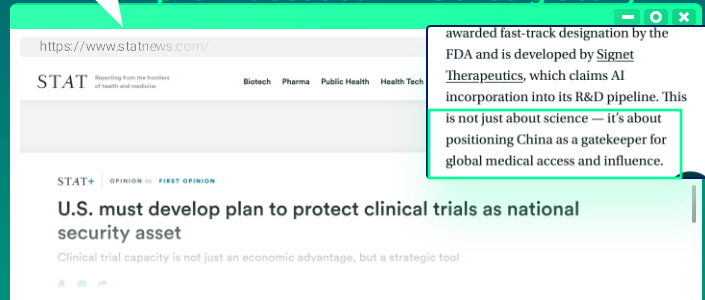 https://www.statnews.com/
STAT
Reporting from the frontiers
of health and medicine
Biotech Pharma Public Health Health Tech
awarded fast-track designation by the
FDA and is developed by Signet
Therapeutics, which claims AI
incorporation into its R&D pipeline. This
is not just about science — it's about
positioning China as a gatekeeper for
global medical access and influence.
STAT+ OPINION FIRST OPINION
U.S. must develop plan to protect clinical trials as national
security asset
Clinical trial capacity is not just an economic advantage, but a strategic tool